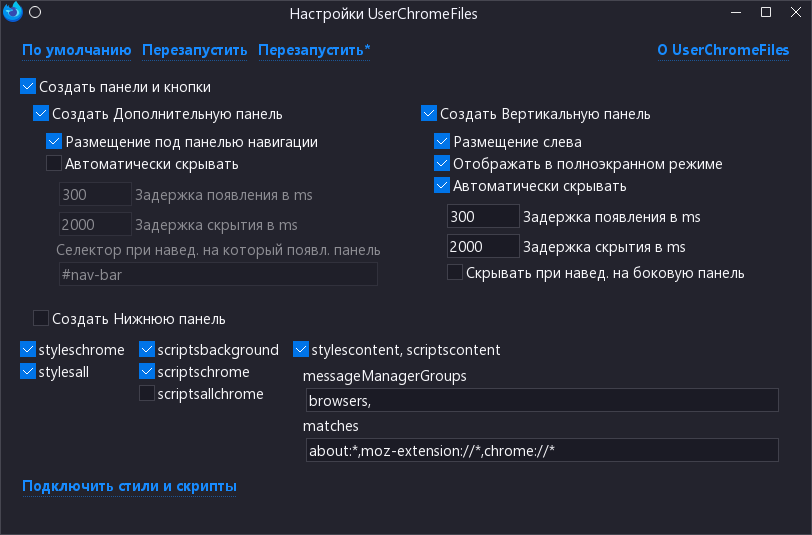 Настройки UserChromeFiles
По умолчанию Перезапустить Перезапустить* О UserChromeFiles
Создать панели и кнопки
Создать Дополнительную панель
Размещение под панелью навигации
Автоматически скрывать
300 Задержка появления в ms
2000 Задержка скрытия в ms
Селектор при навед. на который появл. панель
#nav-bar
Создать Вертикальную панель
Размещение слева
Отображать в полноэкранном режиме
Автоматически скрывать
300 Задержка появления в ms
2000 Задержка скрытия в ms
Скрывать при навед. на боковую панель
Создать Нижнюю панель
styleschrome
stylesall
scriptsbackground
scriptschrome
scriptsallchrome
stylescontent, scriptscontent
messageManagerGroups
browsers,
matches
about:*,moz-extension://*,chrome://*
Подключить стили и скрипты